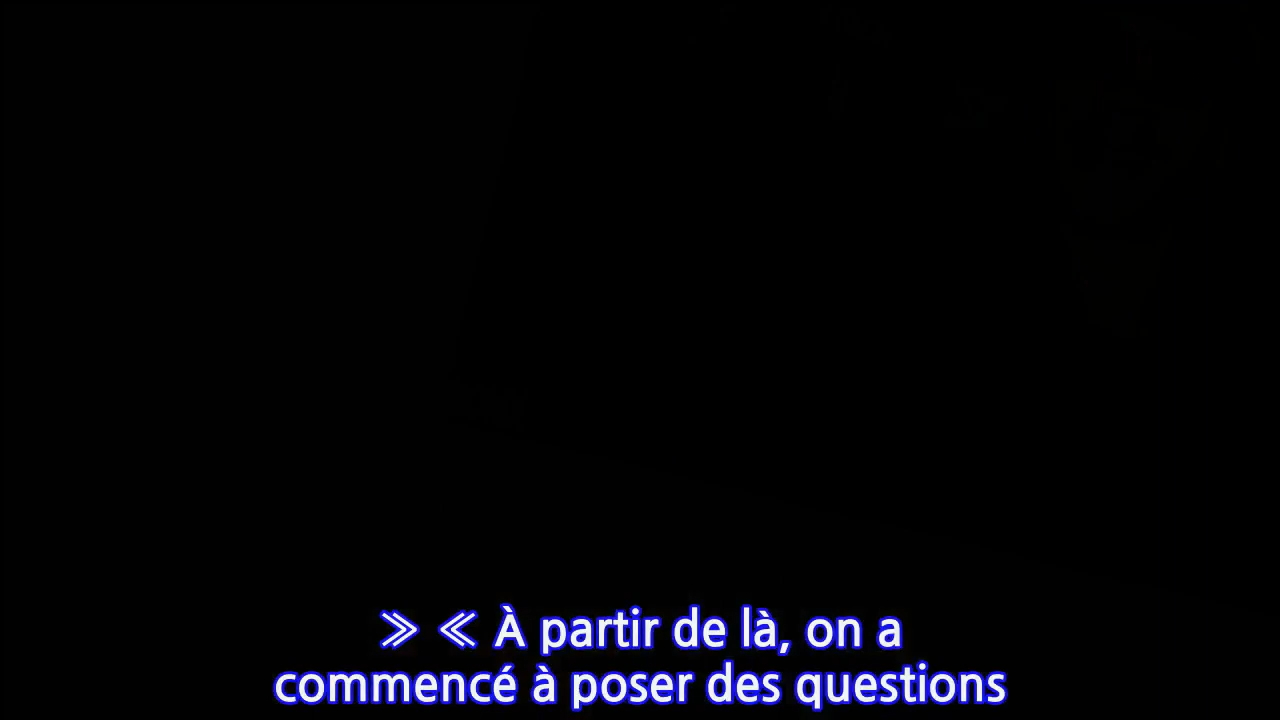 » « À partir de là, on a
commencé à poser des questions